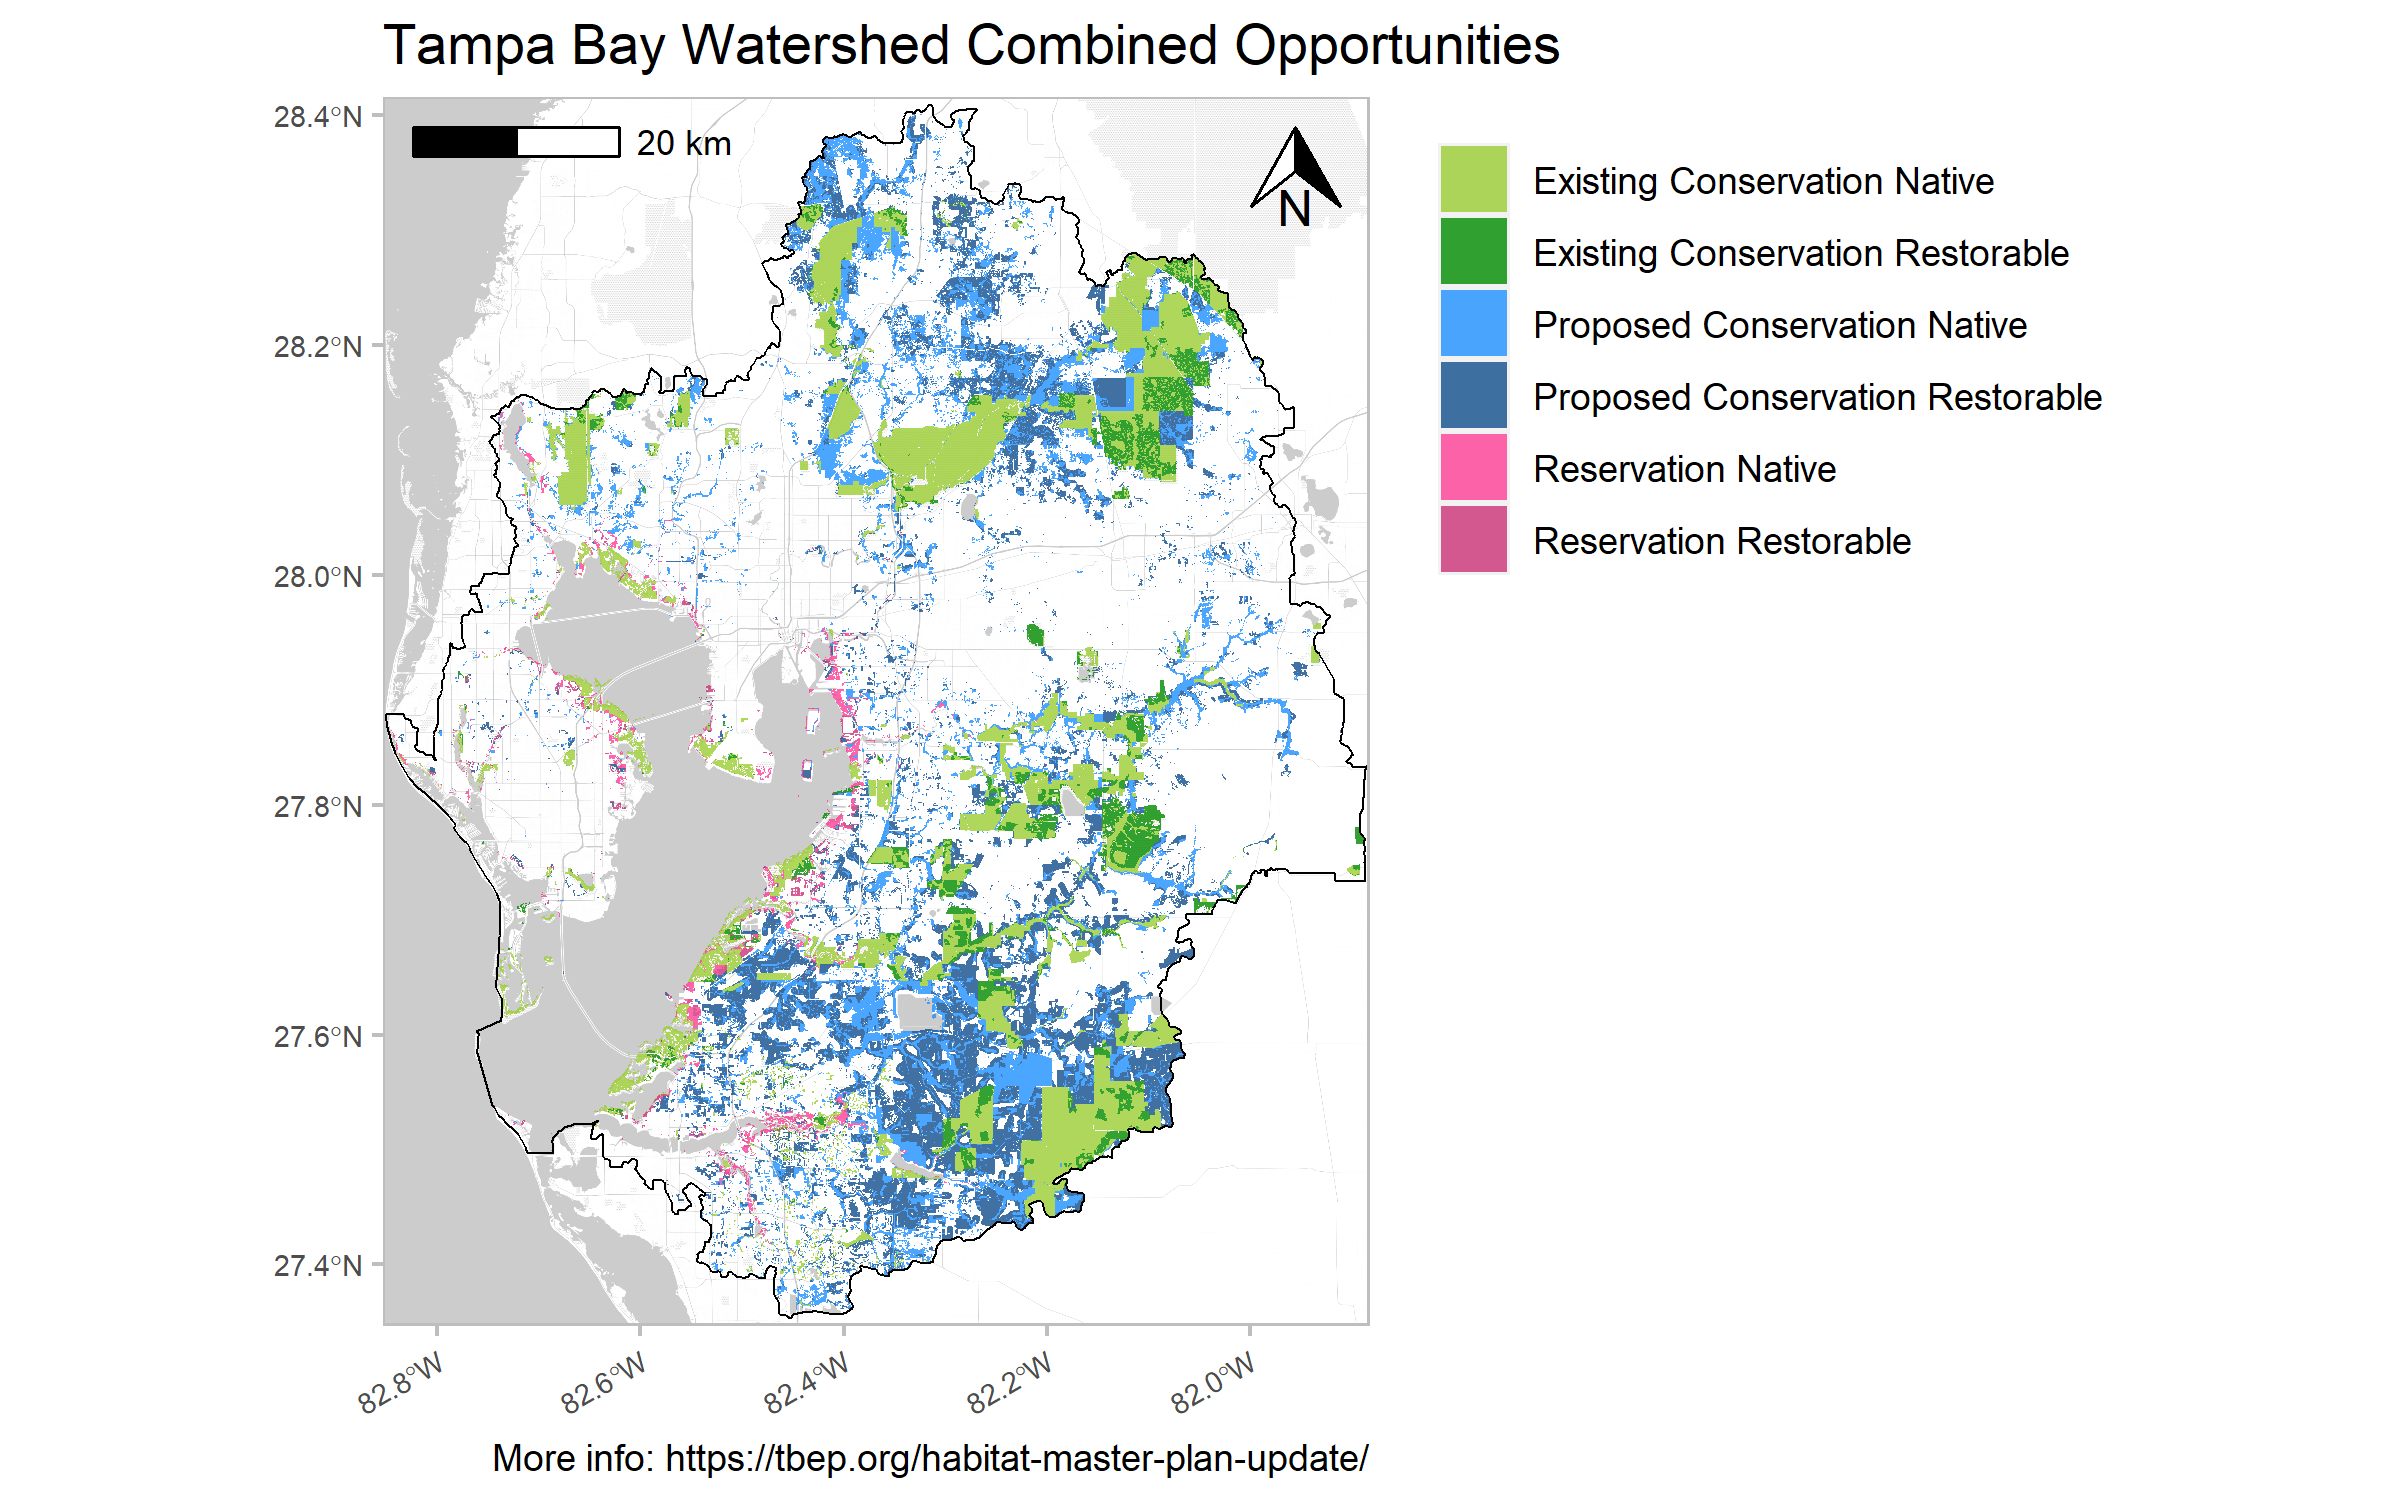 Tampa Bay Watershed Combined Opportunities
28.4°N
28.2°N
28.0°N
27.8°N
27.6°N
27.4°N
20 km
N
82.8°W
82.6°W
82.4°W
82.2°W
82.0°W
Existing Conservation Native
Existing Conservation Restorable
Proposed Conservation Native
Proposed Conservation Restorable
Reservation Native
Reservation Restorable
More info: https://tbep.org/habitat-master-plan-update/